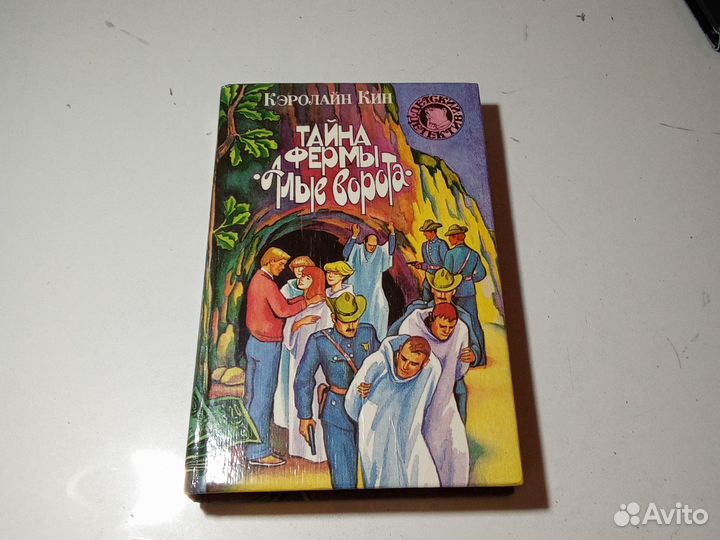 Кэролайн Кин
ДЕТСКИЙ
ДЕТЕКТИВ
ТАЙНА
ФЕРМЫ
·Алые ворота·
Avito